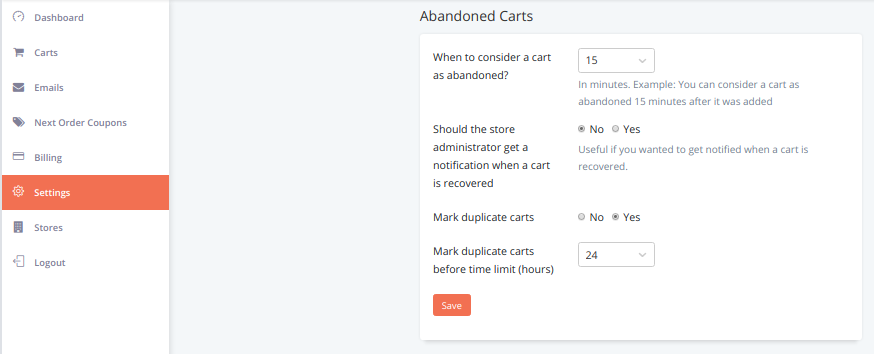 Dashboard
Carts
Emails
Next Order Coupons
Billing
Settings
Stores
Logout
Abandoned Carts
When to consider a cart
as abandoned?
15
In minutes. Example: You can consider a cart as
abandoned 15 minutes after it was added
Should the store
administrator get a
notification when a cart
is recovered
No Yes
Useful if you wanted to get notified when a cart is
recovered.
Mark duplicate carts
No Yes
Mark duplicate carts
before time limit (hours)
24
Save